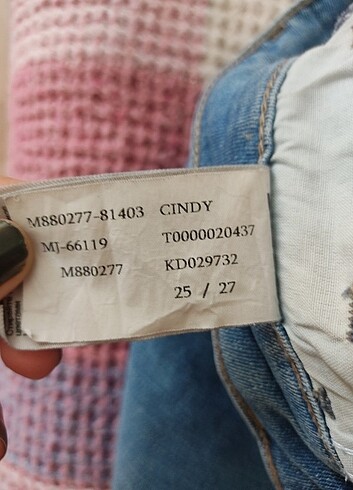 M880277-81403 CINDY
MJ-66119 T0000020437
M880277 KD029732
25 / 27